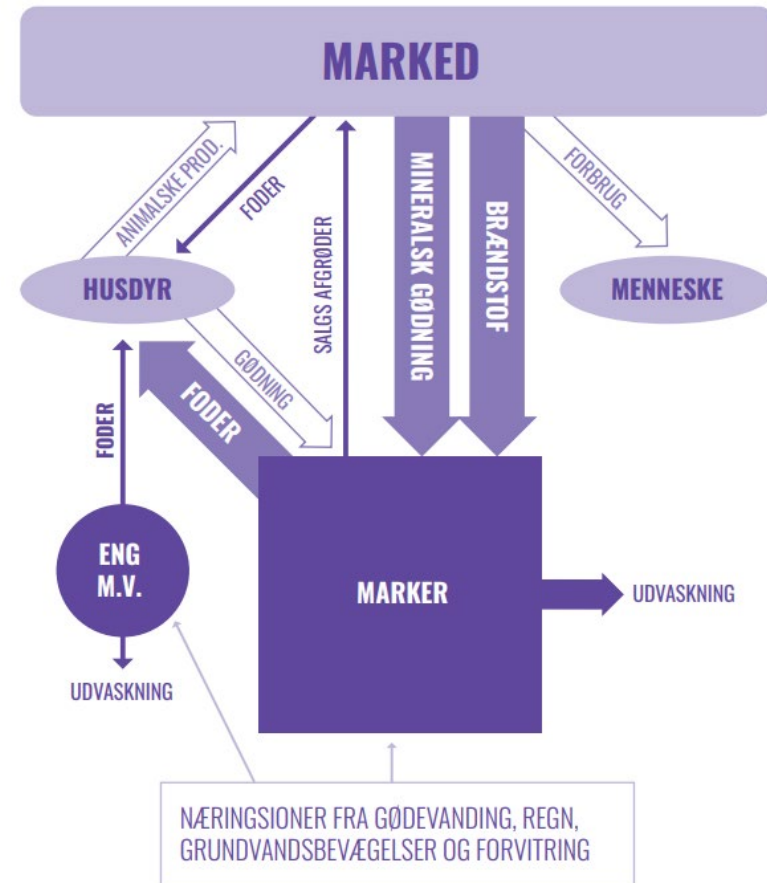 MARKED
ANIMALSKE PROD.
FODER
SALGS AFGRØDER
MINERALSK GØDNING
BRÆNDSTOF
FORBRUG
HUSDYR
MENNESKE
GØDNING
FODER
FODER
ENG
M.V.
MARKER
UDVASKNING
UDVASKNING
NÆRINGSIONER FRA GØDEVANDING, REGN,
GRUNDVANDSBEVÆGELSER OG FORVITRING